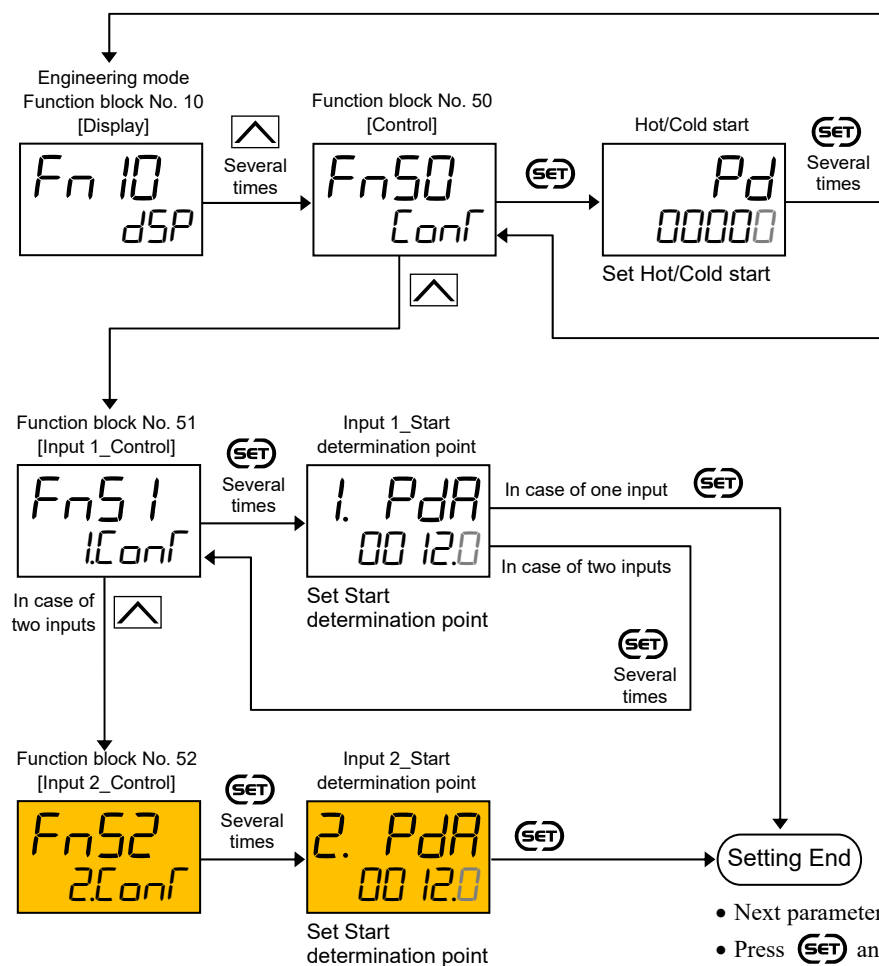 Engineering mode
Function block No. 10
[Display]
Fn 10
dSP
Several
times
Function block No. 50
[Control]
Fn50
ConT
SET
Hot/Cold start
Pd
00000
Set Hot/Cold start
SET
Several
times
Function block No. 51
[Input 1_Control]
Fn51
1.ConT
SET
Several
times
Input 1_Start
determination point
1. PdA
0012.0
Set Start
determination point
In case of one input
SET
In case of two inputs
SET
Several
times
In case of
two inputs
Function block No. 52
[Input 2_Control]
Fn52
2.ConT
SET
Several
times
Input 2_Start
determination point
2. PdA
0012.0
Set Start
determination point
SET
Setting End
• Next parameter
• Press SET an